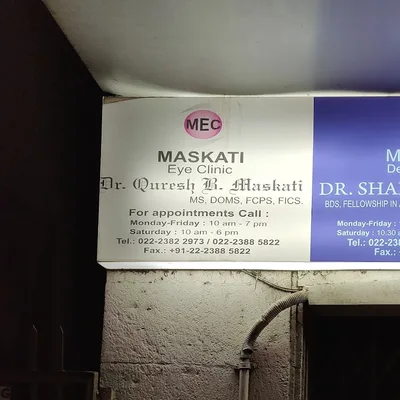 MEC
MASKATI
Eye Clinic
Dr. Quresh B. Maskati
MS, DOMS, FCPS, FICS.
For appointments Call :
Monday-Friday : 10 am - 7 pm
Saturday : 10 am - 6 pm
Tel.: 022-2382 2973 / 022-2388 5822
Fax.: +91-22-2388 5822
M
De
DR. SHA
BDS, FELLOWSHIP IN
Monday-Friday :
Saturday : 10.30
Tel.: 022-23
Fax.: